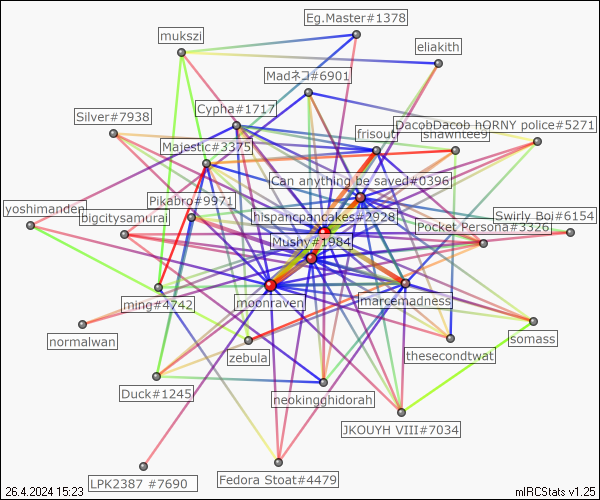 Eg.Master#1378
mukszi
eliakith
Madネコ#6901
Cypha#1717
Silver#7938
DacobDacob hORNY police#5271
frisout
shawntee9
Majestic#3375
Can anything be saved#0396
Pikabro#9971
yoshimanden
bigcitysamurai
hispancpancakes#2928
Swirly Boi#6154
Pocket Persona#3326
Mushy#1984
moonraven
ming#4742
marcemadness
normalwan
somass
zebula
thesecondtwat
Duck#1245
neokingghidorah
JKOUYH VIII#7034
LPK2387 #7690
Fedora Stoat#4479
26.4.2024 15:23
mIRCStats v1.25